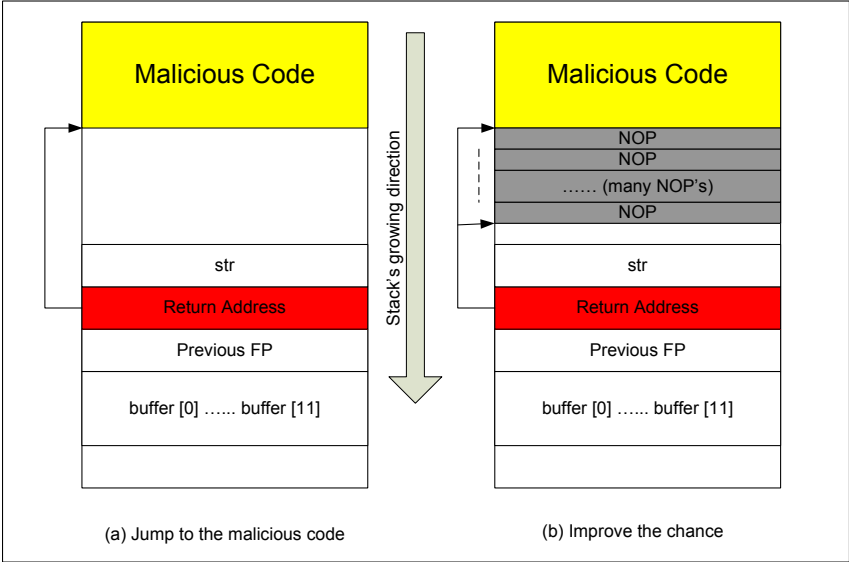 Malicious Code
str
Return Address
Previous FP
buffer [0] …... buffer [11]
(a) Jump to the malicious code
Stack's growing direction
Malicious Code
NOP
NOP
…… (many NOP's)
NOP
str
Return Address
Previous FP
buffer [0] …... buffer [11]
(b) Improve the chance